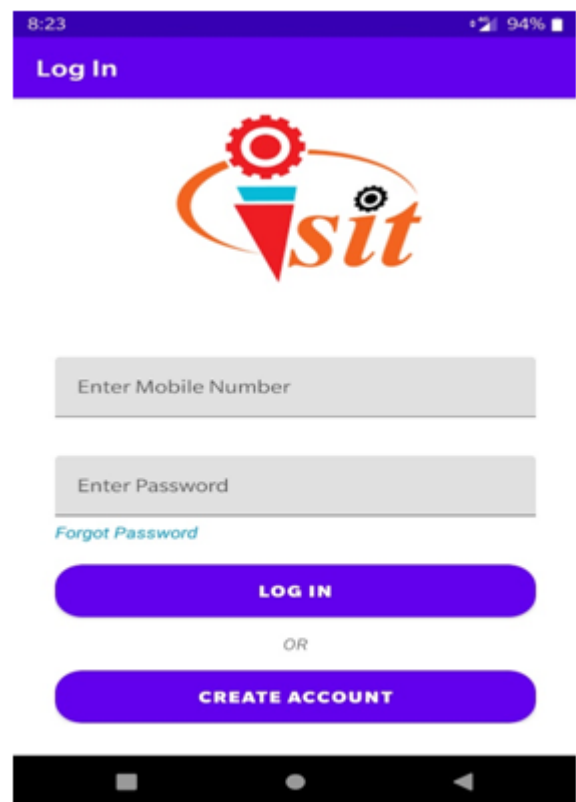 8:23
94%
Log In
isit
Enter Mobile Number
Enter Password
Forgot Password
LOG IN
OR
CREATE ACCOUNT